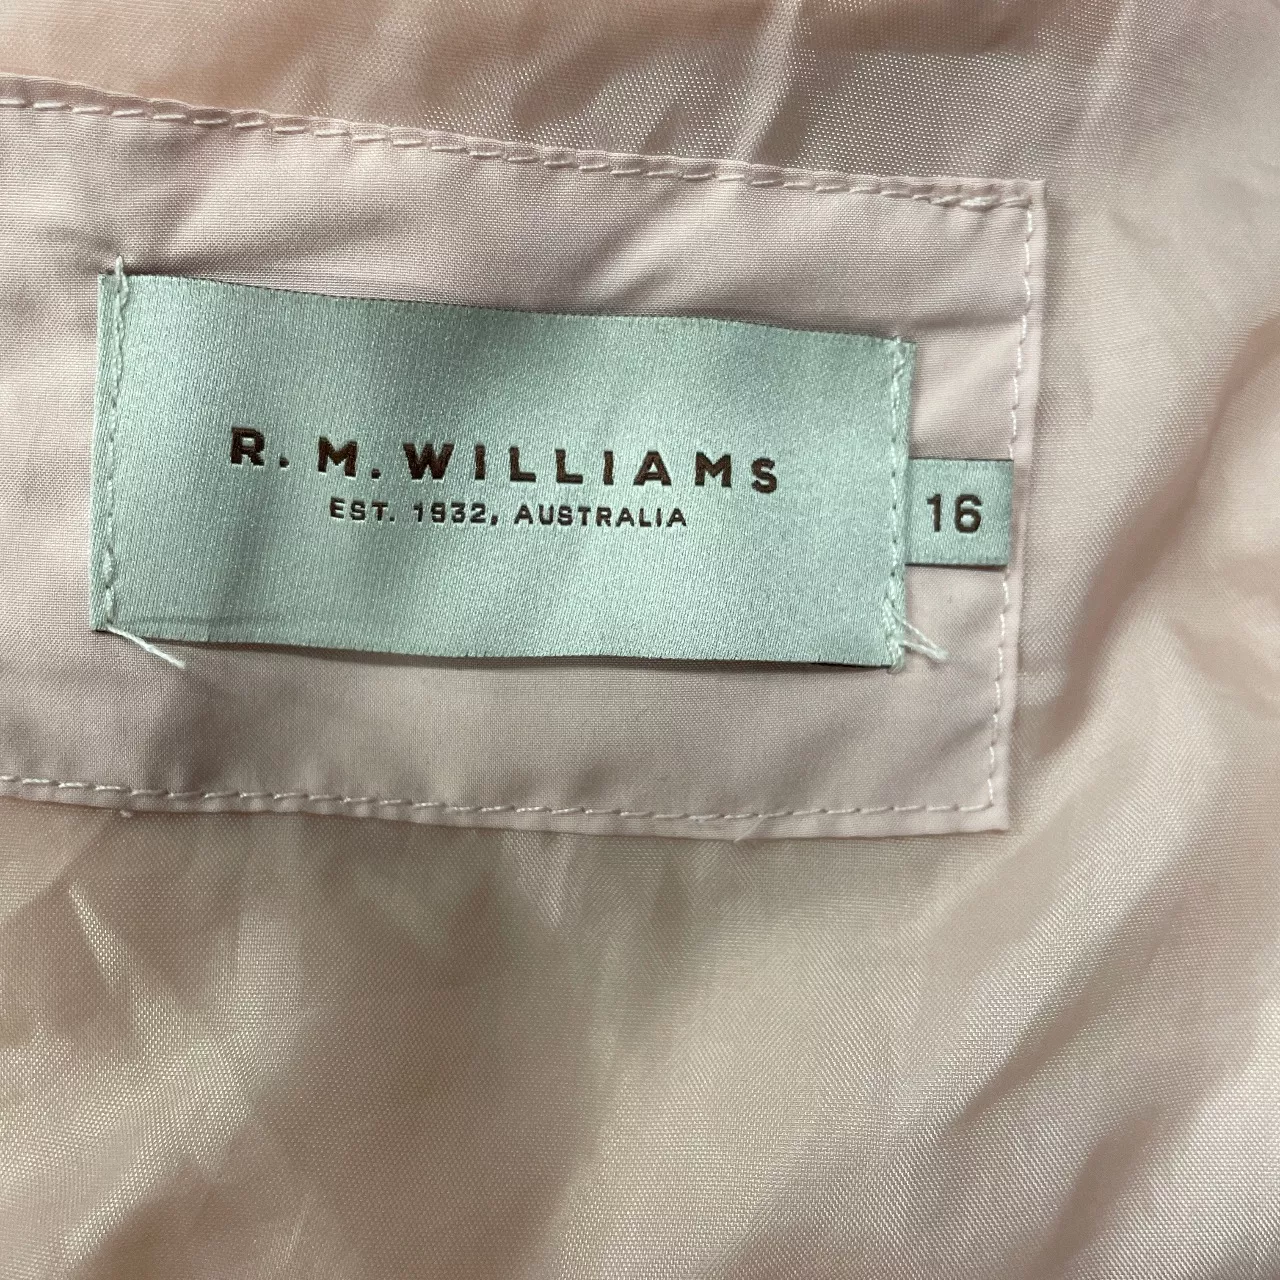 R. M. WILLIAMS
EST. 1932, AUSTRALIA
16